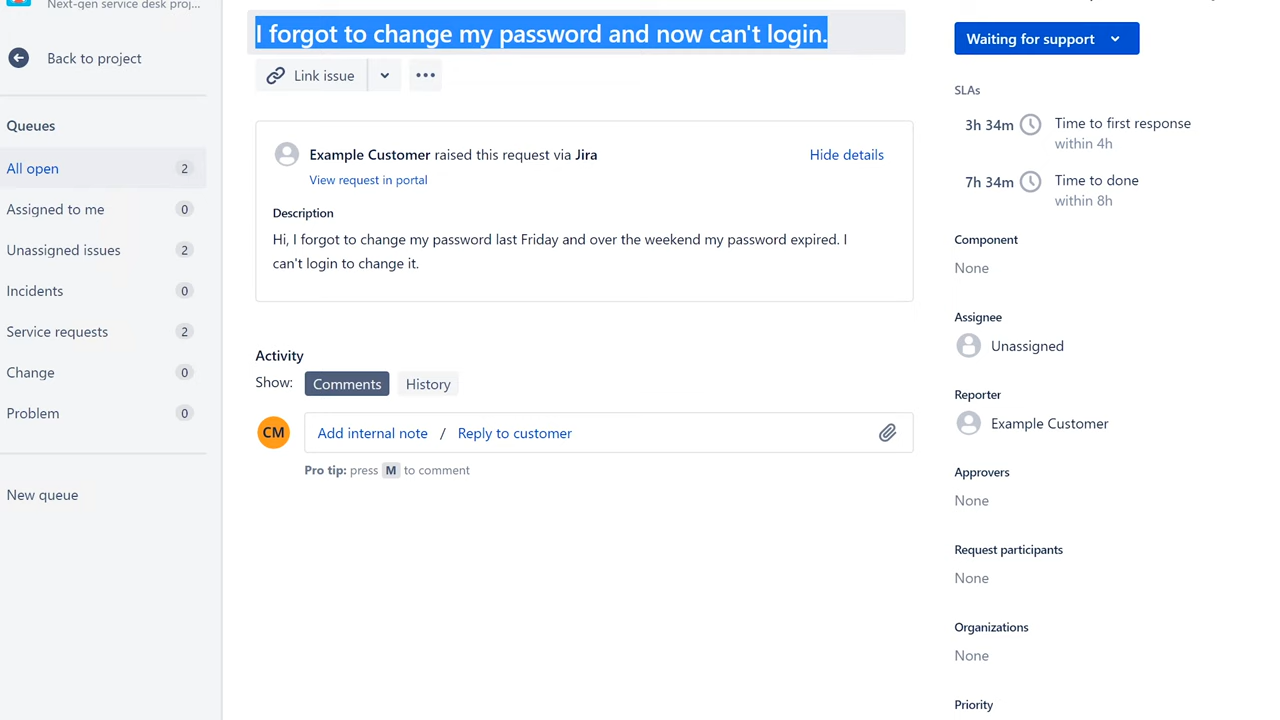 Next-gen service desk proj...
Back to project
Queues
All open 2
Assigned to me 0
Unassigned issues 2
Incidents 0
Service requests 2
Change 0
Problem 0
New queue
I forgot to change my password and now can't login.
Link issue
Example Customer raised this request via Jira
Hide details
View request in portal
Description
Hi, I forgot to change my password last Friday and over the weekend my password expired. I
can't login to change it.
Activity
Show: Comments History
CM Add internal note / Reply to customer
Pro tip: press M to comment
Waiting for support
SLAs
3h 34m Time to first response
within 4h
7h 34m Time to done
within 8h
Component
None
Assignee
Unassigned
Reporter
Example Customer
Approvers
None
Request participants
None
Organizations
None
Priority